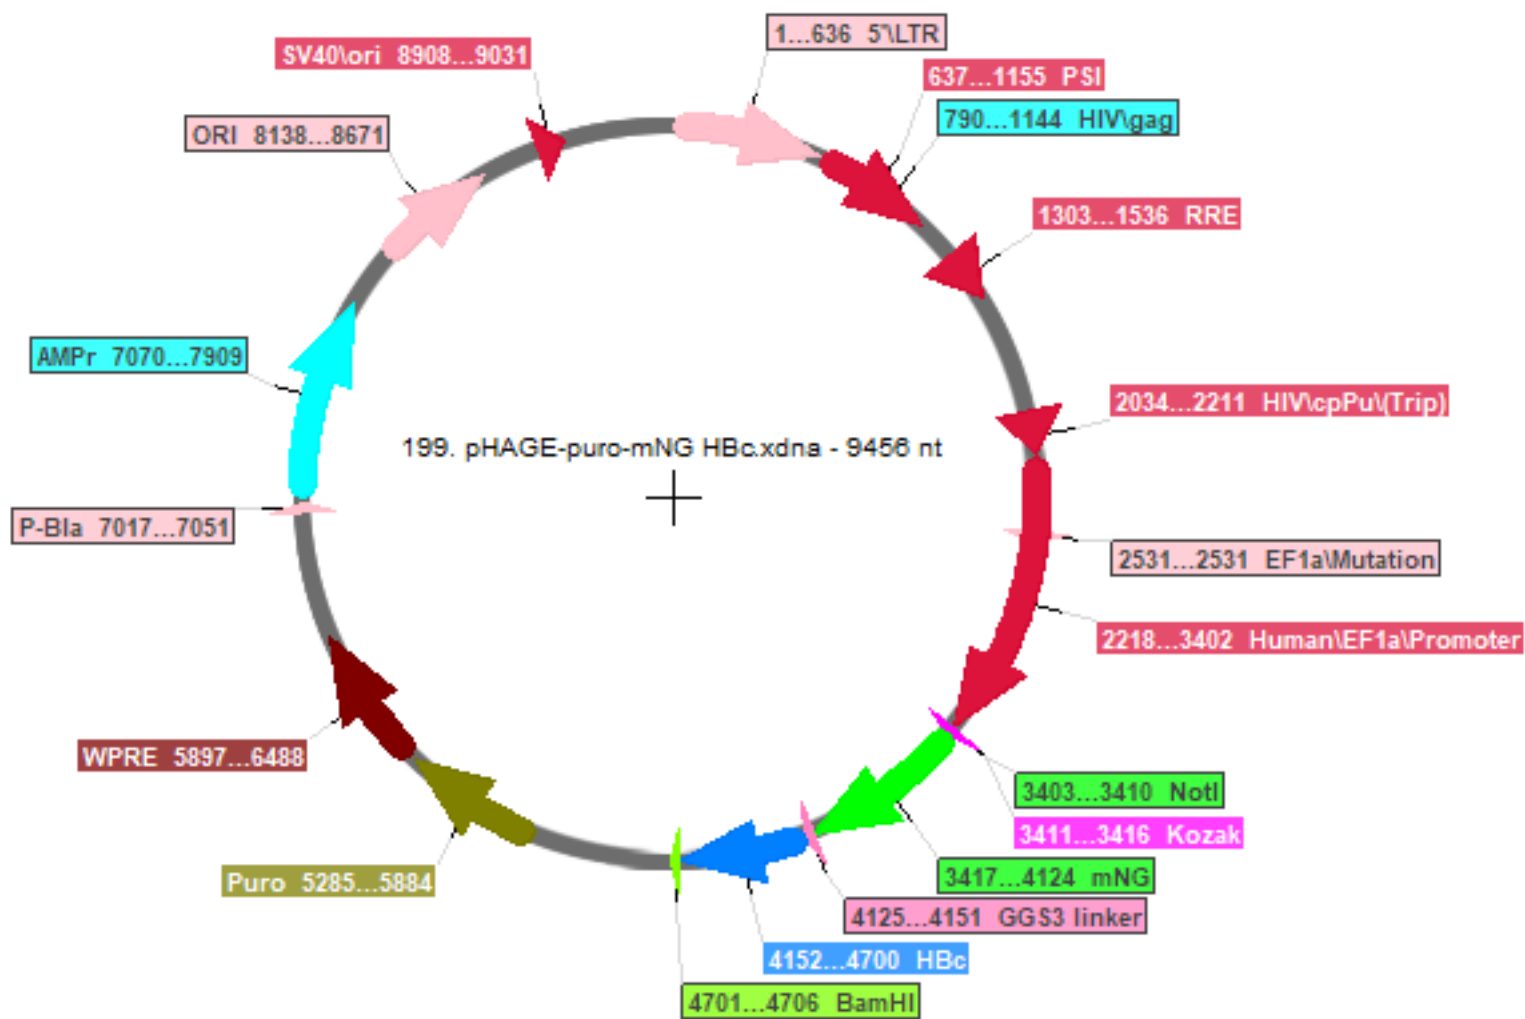 1...636 5'\LTR
SV40\ori 8908...9031
637...1155 PSI
790...1144 HIV\gag
ORI 8138...8671
1303...1536 RRE
AMPr 7070...7909
2034...2211 HIV\cpPu\(Trip)
199. pHAGE-puro-mNG HBc.xdna - 9456 nt
P-Bla 7017...7051
2531...2531 EF1a\Mutation
2218...3402 Human\EF1a\Promoter
WPRE 5897...6488
3403...3410 NotI
3411...3416 Kozak
3417...4124 mNG
Puro 5285...5884
4125...4151 GGS3 linker
4152...4700 HBc
4701...4706 BamHI